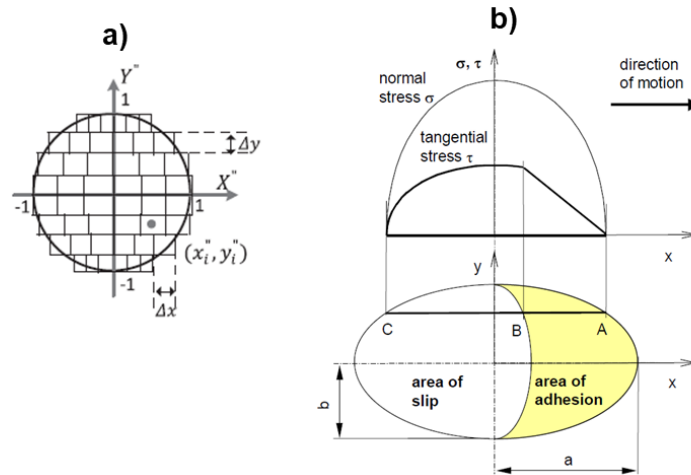 a)
Y"
1
Δy
X"
-1
1
(x"i, y"i)
-1
Δx
b)
σ, τ
normal
stress σ
direction
of motion
tangential
stress τ
x
y
C
B
A
x
area of
slip
area of
adhesion
b
a